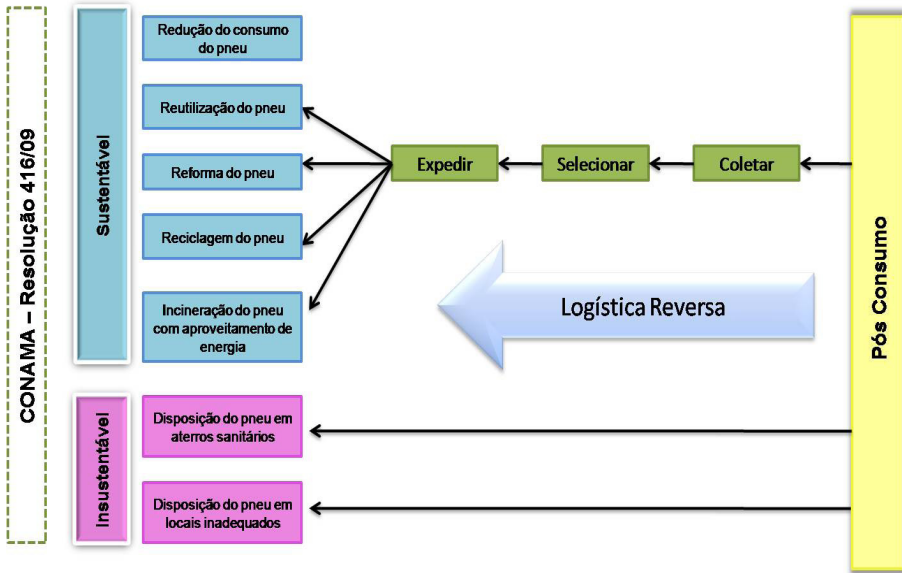 CONAMA – Resolução 416/09
Sustentável
Redução do consumo
do pneu
Reutilização do pneu
Reforma do pneu
Reciclagem do pneu
Incineração do pneu
com aproveitamento de
energia
Expedir
Selecionar
Coletar
Logística Reversa
Pós Consumo
Insustentável
Disposição do pneu em
aterros sanitários
Disposição do pneu em
locais inadequados